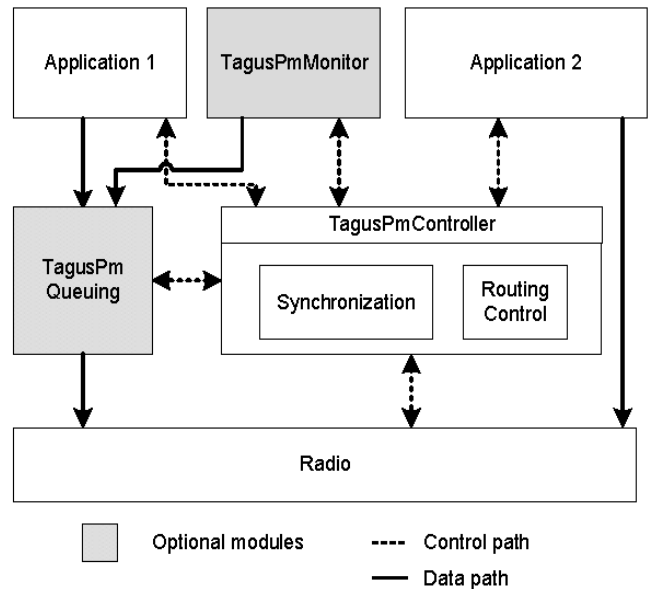 Application 1
TagusPmMonitor
Application 2
TagusPmController
TagusPm
Queuing
Synchronization
Routing
Control
Radio
Optional modules
Control path
Data path